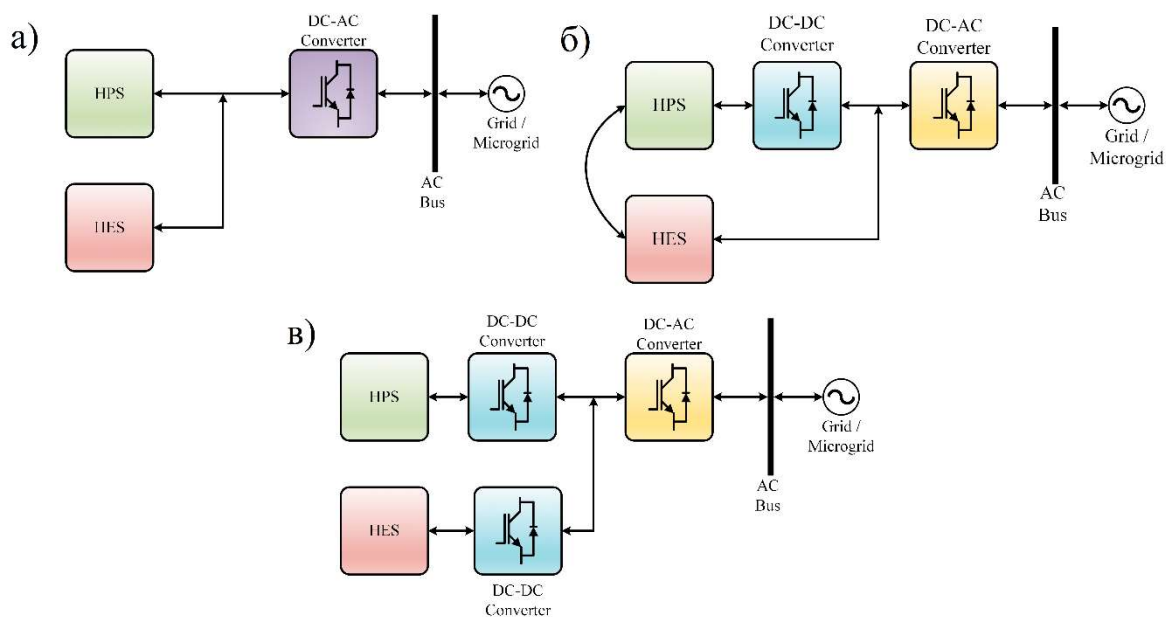 а)
DC-AC
Converter
HPS
HES
AC
Bus
Grid /
Microgrid
б)
DC-DC
Converter
DC-AC
Converter
HPS
HES
AC
Bus
Grid /
Microgrid
в)
DC-DC
Converter
DC-AC
Converter
HPS
HES
DC-DC
Converter
AC
Bus
Grid /
Microgrid